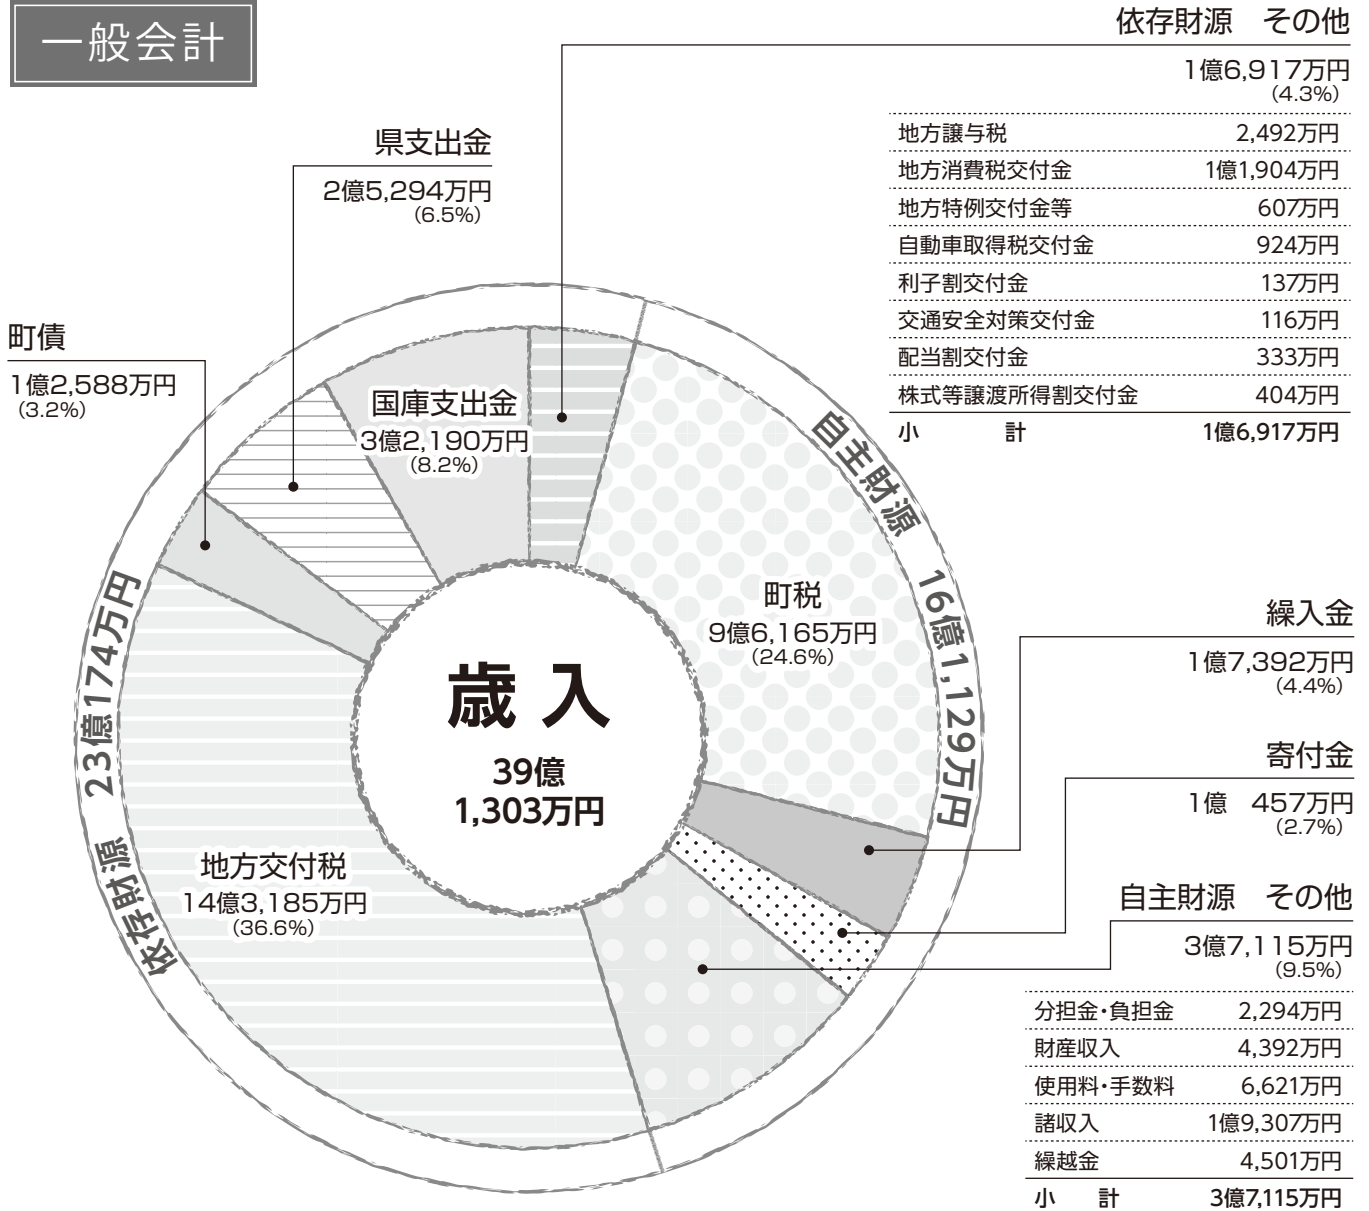 一般会計
依存財源　その他
1億6,917万円
(4.3%)
地方譲与税 2,492万円
地方消費税交付金 1億1,904万円
地方特例交付金等 607万円
自動車取得税交付金 924万円
利子割交付金 137万円
交通安全対策交付金 116万円
配当割交付金 333万円
株式等譲渡所得割交付金 404万円
小計 1億6,917万円
県支出金
2億5,294万円
(6.5%)
町債
1億2,588万円
(3.2%)
国庫支出金
3億2,190万円
(8.2%)
自主財源　16億1,129万円
町税
9億6,165万円
(24.6%)
繰入金
1億7,392万円
(4.4%)
歳入
39億
1,303万円
寄付金
1億　457万円
(2.7%)
依存財源　23億174万円
地方交付税
14億3,185万円
(36.6%)
自主財源　その他
3億7,115万円
(9.5%)
分担金・負担金 2,294万円
財産収入 4,392万円
使用料・手数料 6,621万円
諸収入 1億9,307万円
繰越金 4,501万円
小計 3億7,115万円